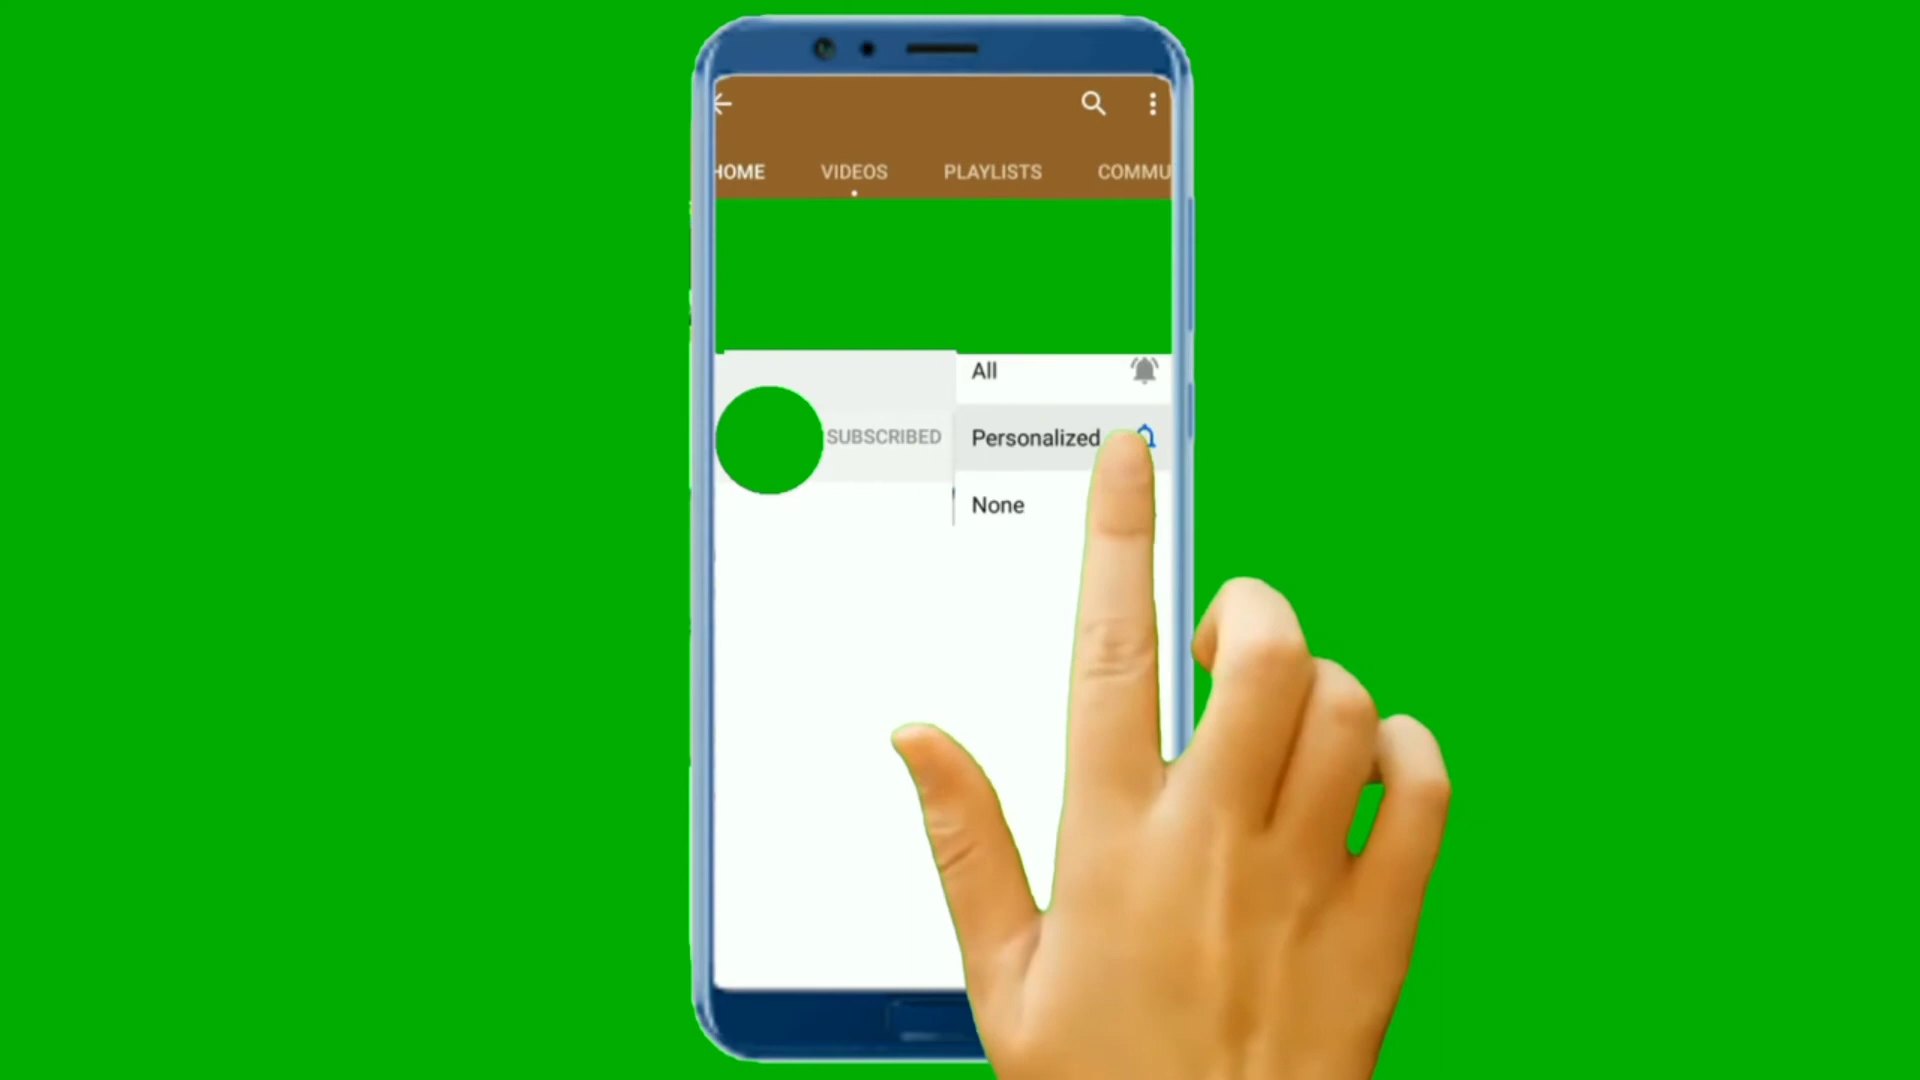 HOME VIDEOS PLAYLISTS COMMU
All
SUBSCRIBED
Personalized
None